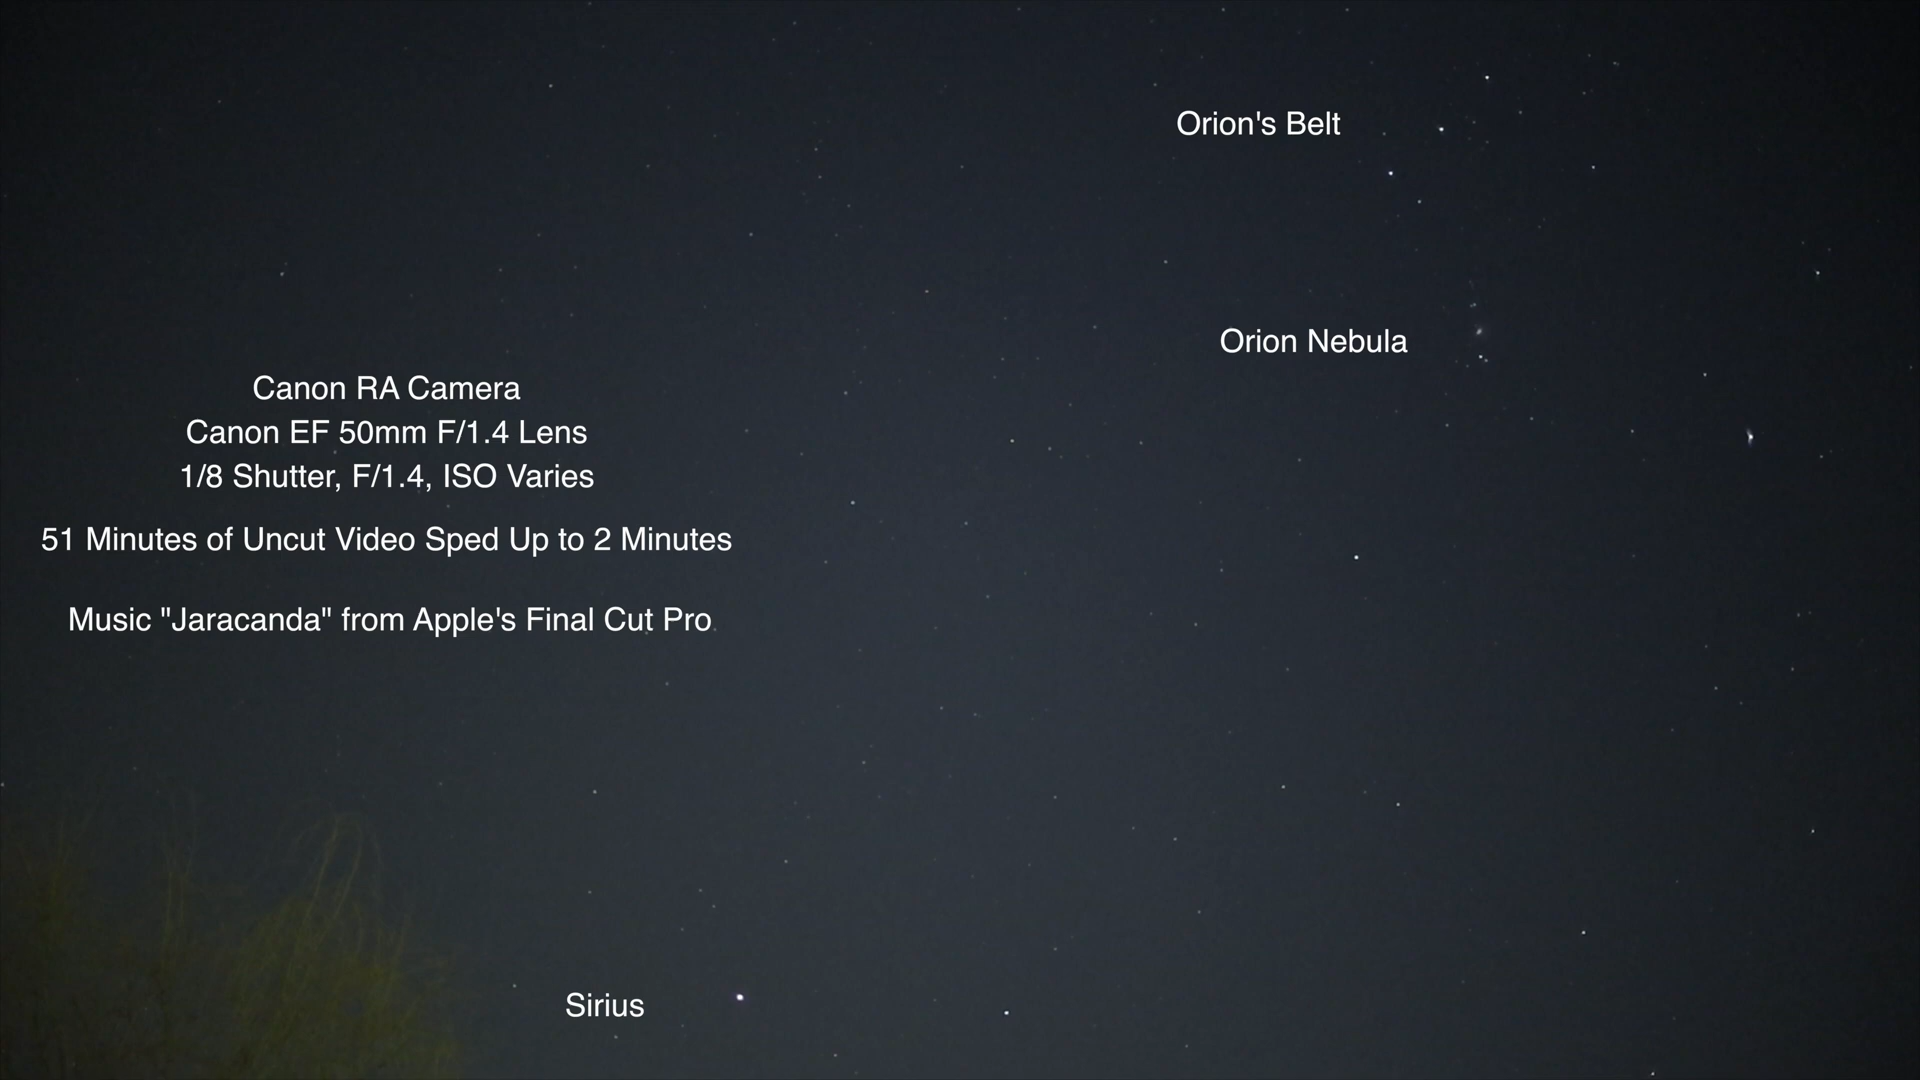 Orion's Belt
Orion Nebula
Canon RA Camera
Canon EF 50mm F/1.4 Lens
1/8 Shutter, F/1.4, ISO Varies
51 Minutes of Uncut Video Sped Up to 2 Minutes
Music "Jaracanda" from Apple's Final Cut Pro
Sirius